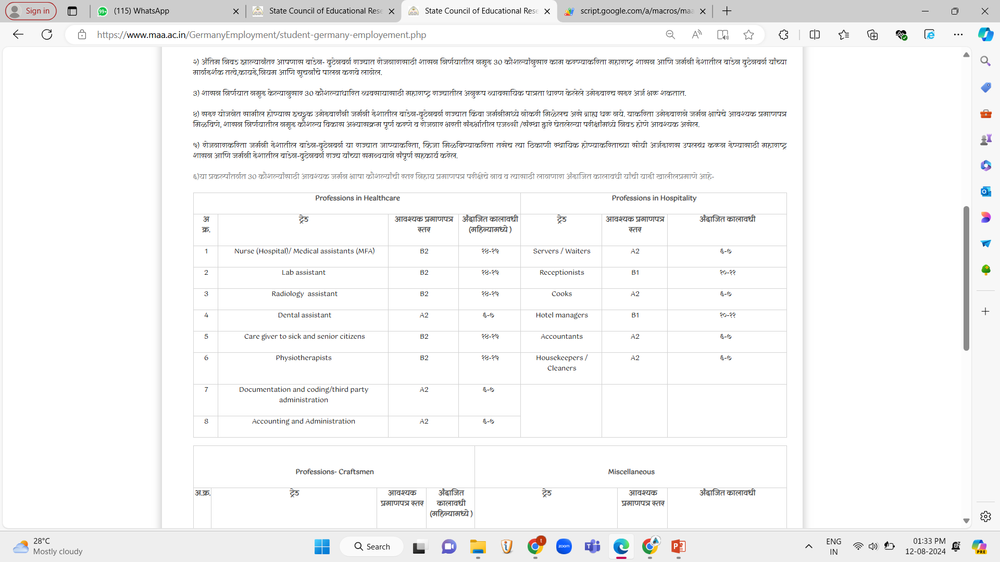 Sign in
(115) WhatsApp
State Council of Educational Rese
State Council of Educational Rese
script.google.com/a/macros/maa
https://www.maa.ac.in/GermanyEmployment/student-germany-employement.php
२) अंतिम निवड झाल्यानंतर आपणास बाडेन- वुटेनबर्ग राज्यात रोजगारासाठी शासन निर्णयातील नमूद 30 कौशल्यांनुसार काम करण्याकरिता महाराष्ट्र शासन आणि जर्मनी देशातील बाडेन वुटेनबर्ग यांच्या
मार्गदर्शक तत्वे,कायदे,नियम आणि सूचनांचे पालन करावे लागेल.
3) शासन निर्णयात नमूद केल्यानुसार 30 कौशल्याधारित व्यवसायासाठी महाराष्ट्र राज्यातील अनुरूप व्यावसायिक पात्रता धारण केलेले उमेदवारच सदर अर्ज भरू शकतात.
४) सदर योजनेत सामील होण्यास इच्छुक उमेदवारांनी जर्मनी देशातील बाडेन-वुटेनबर्ग राज्यात किंवा जर्मनीमध्ये नोकरी मिळेलच असे ग्राह्य धरू नये. याकरिता उमेदवाराने जर्मन भाषेचे आवश्यक प्रमाणपत्र
मिळविणे, शासन निर्णयातील नमूद कौशल्य विकास अभ्यासक्रम पूर्ण करणे व रोजगार भरती संदर्भातील एजन्सी /संस्था द्वारे घेतलेल्या परीक्षांमध्ये निवड होणे आवश्यक असेल.
५) रोजगाराकरिता जर्मनी देशातील बाडेन-वुटेनबर्ग या राज्यात जाण्याकरिता, व्हिजा मिळविण्याकरिता तसेच त्या ठिकाणी स्थायिक होण्याकरिताच्या सोयी अर्जदारास उपलब्ध करून देण्यासाठी महाराष्ट्र
शासन आणि जर्मनी देशातील बाडेन-वुटेनबर्ग राज्य यांच्या समन्वयाने संपूर्ण सहकार्य करेल.
६)या प्रकल्पांतर्गत 30 कौशल्यांसाठी आवश्यक जर्मन भाषा कौशल्यांची स्तर निहाय प्रमाणपत्र परीक्षेचे नाव व त्यासाठी लागणारा अंदाजित कालावधी यांची यादी खालीलप्रमाणे आहे-
Professions in Healthcare Professions in Hospitality
अ ट्रेड आवश्यक प्रमाणपत्र अंदाजित कालावधी ट्रेड आवश्यक प्रमाणपत्र अंदाजित कालावधी
क्र. स्तर (महिन्यामध्ये ) स्तर
1 Nurse (Hospital)/ Medical assistants (MFA) B2 १४-१५ Servers / Waiters A2 ६-७
2 Lab assistant B2 १४-१५ Receptionists B1 १०-११
3 Radiology assistant B2 १४-१५ Cooks A2 ६-७
4 Dental assistant A2 ६-७ Hotel managers B1 १०-११
5 Care giver to sick and senior citizens B2 १४-१५ Accountants A2 ६-७
6 Physiotherapists B2 १४-१५ Housekeepers / A2 ६-७
Cleaners
7 Documentation and coding/third party A2 ६-७
administration
8 Accounting and Administration A2 ६-७
Professions- Craftsmen Miscellaneous
अ.क्र. ट्रेड आवश्यक अंदाजित ट्रेड आवश्यक अंदाजित कालावधी
प्रमाणपत्र स्तर कालावधी प्रमाणपत्र स्तर
(महिन्यामध्ये )
28°C
Mostly cloudy
Search
zoom
ENG
IN
01:33 PM
12-08-2024
PRE